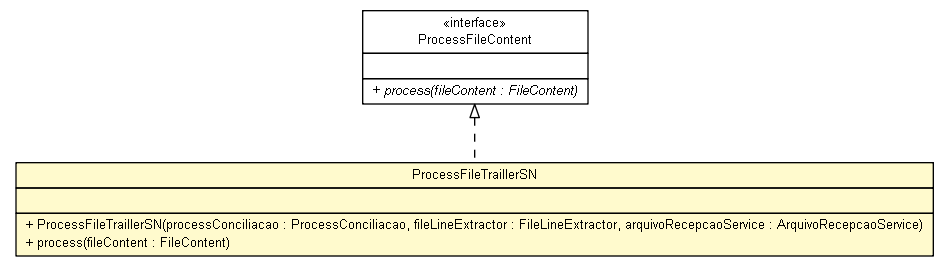 «interface»
ProcessFileContent
+ process(fileContent : FileContent)
ProcessFileTraillerSN
+ ProcessFileTraillerSN(processConciliacao : ProcessConciliacao, fileLineExtractor : FileLineExtractor, arquivoRecepcaoService : ArquivoRecepcaoService)
+ process(fileContent : FileContent)